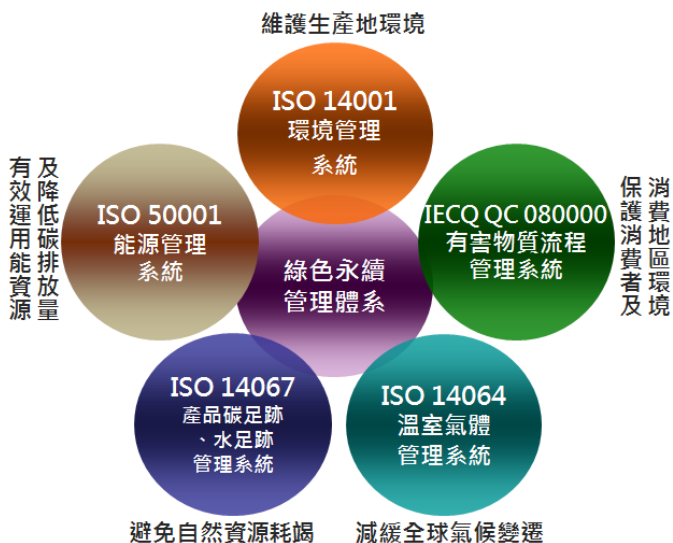 維護生產地環境
ISO 14001
環境管理
系統
有效運用能資源
及降低碳排放量
ISO 50001
能源管理
系統
IECQ QC 080000
有害物質流程
管理系統
保護消費者及
消費地區環境
綠色永續
管理體系
ISO 14067
產品碳足跡
、水足跡
管理系統
ISO 14064
溫室氣體
管理系統
避免自然資源耗竭
減緩全球氣候變遷